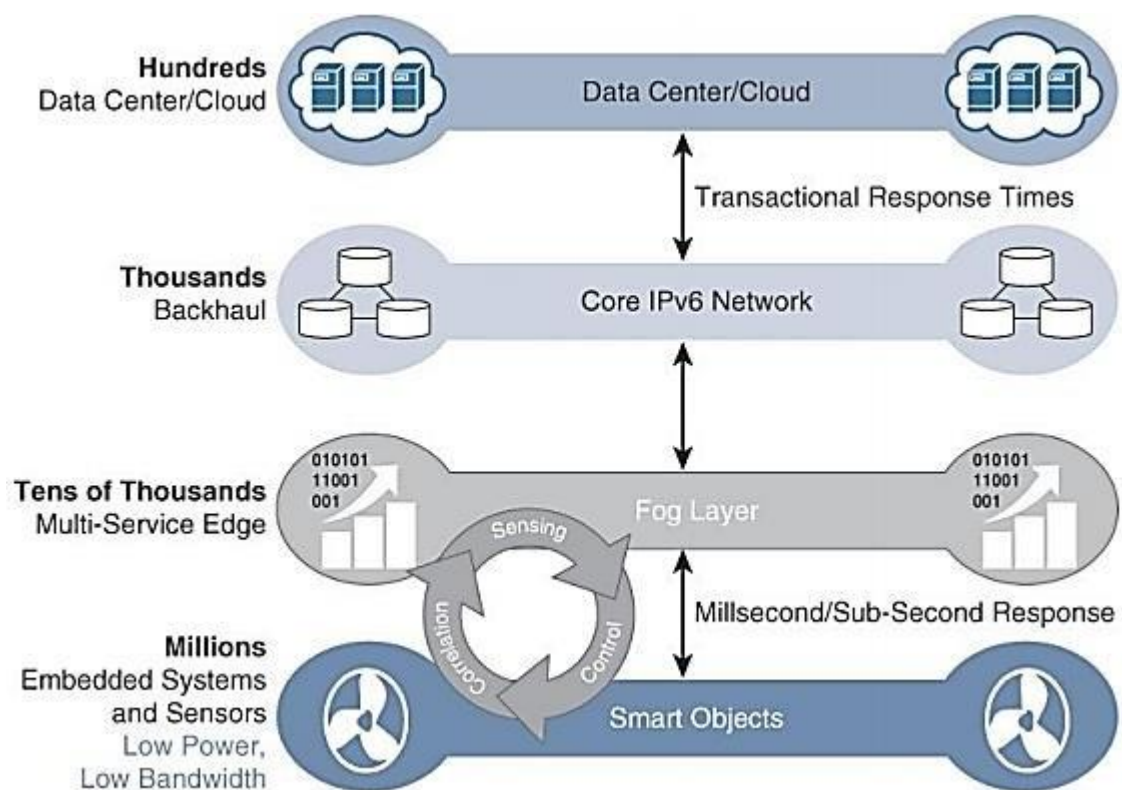 Hundreds
Data Center/Cloud
Data Center/Cloud
Transactional Response Times
Thousands
Backhaul
Core IPv6 Network
010101
11001
001
010101
11001
001
Tens of Thousands
Multi-Service Edge
Fog Layer
Sensing
Control
Correlation
Millsecond/Sub-Second Response
Millions
Embedded Systems
and Sensors
Low Power,
Low Bandwidth
Smart Objects